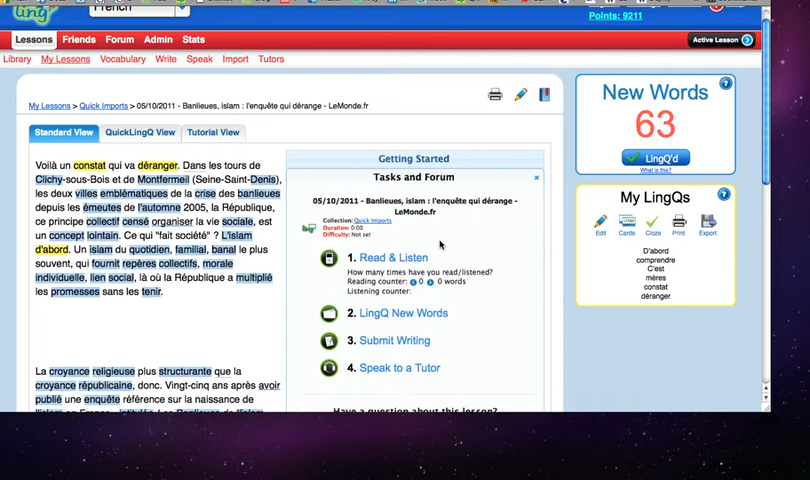 ling
French
Points: 9211
Lessons Friends Forum Admin Stats
Active Lesson
Library My Lessons Vocabulary Write Speak Import Tutors
My Lessons > Quick Imports > 05/10/2011 - Banlieues, islam : l'enquête qui dérange - LeMonde.fr
Standard View QuickLingQ View Tutorial View
Voilà un constat qui va déranger. Dans les tours de
Clichy-sous-Bois et de Montfermeil (Seine-Saint-Denis),
les deux villes emblématiques de la crise des banlieues
depuis les émeutes de l'automne 2005, la République,
ce principe collectif censé organiser la vie sociale, est
un concept lointain. Ce qui "fait société" ? L'islam
d'abord. Un islam du quotidien, familial, banal le plus
souvent, qui fournit repères collectifs, morale
individuelle, lien social, là où la République a multiplié
les promesses sans les tenir.
La croyance religieuse plus structurante que la
croyance républicaine, donc. Vingt-cinq ans après avoir
publié une enquête référence sur la naissance de
Getting Started
Tasks and Forum
05/10/2011 - Banlieues, islam : l'enquête qui dérange -
LeMonde.fr
Collection: Quick Imports
Duration: 0:00
Difficulty: Not set
1. Read & Listen
How many times have you read/listened?
Reading counter: 0 0 words
Listening counter:
2. LingQ New Words
3. Submit Writing
4. Speak to a Tutor
Have a question about this lesson?
New Words
63
LingQ'd
What is this?
My LingQs
Edit Cards Cloze Print Export
D'abord
comprendre
C'est
mères
constat
déranger